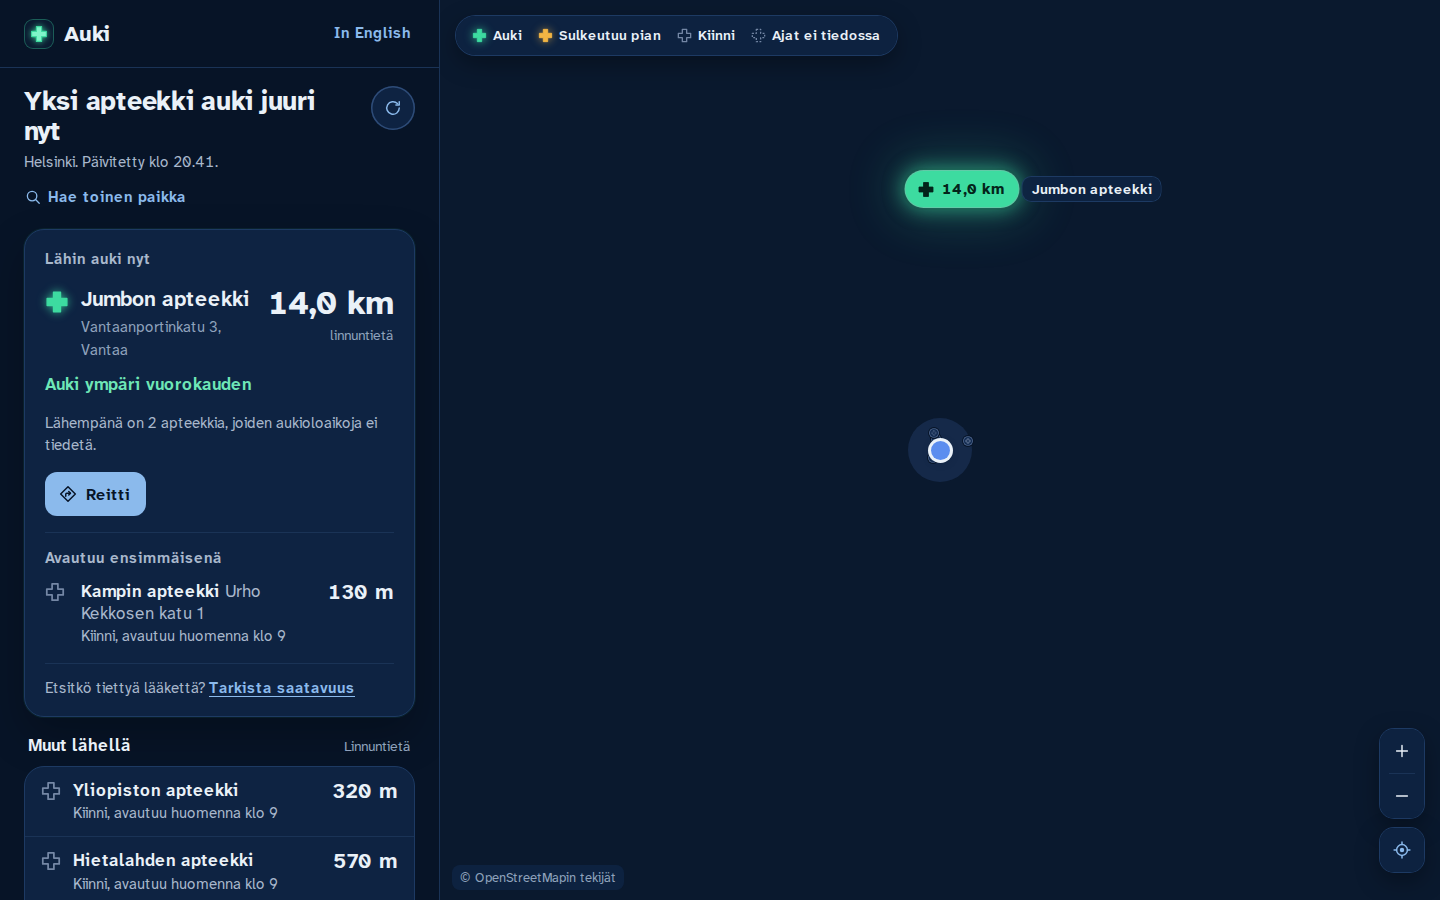 Auki
In English
Yksi apteekki auki juuri
nyt
Helsinki. Päivitetty klo 20.41.
Hae toinen paikka
Lähin auki nyt
Jumbon apteekki
14,0 km
Vantaanportinkatu 3,
Vantaa
linnuntietä
Auki ympäri vuorokauden
Lähempänä on 2 apteekkia, joiden aukioloaikoja ei
tiedetä.
Reitti
Avautuu ensimmäisenä
Kampin apteekki Urho
Kekkosen katu 1
130 m
Kiinni, avautuu huomenna klo 9
Etsitkö tiettyä lääkettä? Tarkista saatavuus
Muut lähellä
Linnuntietä
Yliopiston apteekki
320 m
Kiinni, avautuu huomenna klo 9
Hietalahden apteekki
570 m
Kiinni, avautuu huomenna klo 9
Auki
Sulkeutuu pian
Kiinni
Ajat ei tiedossa
14,0 km
Jumbon apteekki
© OpenStreetMapin tekijät